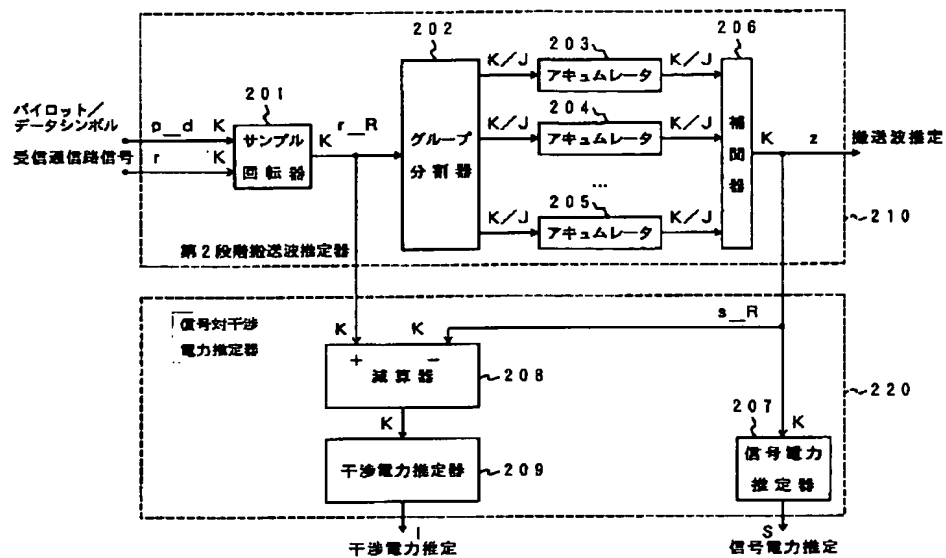 パイロット／
データシンボル
p_d K
受信通信路信号 r K
201
サンプル
回転器
K r_R
202
グループ
分割器
K/J
203
アキュムレータ
K/J
K/J
204
アキュムレータ
K/J
...
K/J
205
アキュムレータ
K/J
206
補間器
K z
搬送波推定
210
第2段階搬送波推定器
信号対干渉
電力推定器
s_R
K K
+ −
減算器
208
K
干渉電力推定器
209
I
干渉電力推定
207
K
信号電力
推定器
S
信号電力推定
220